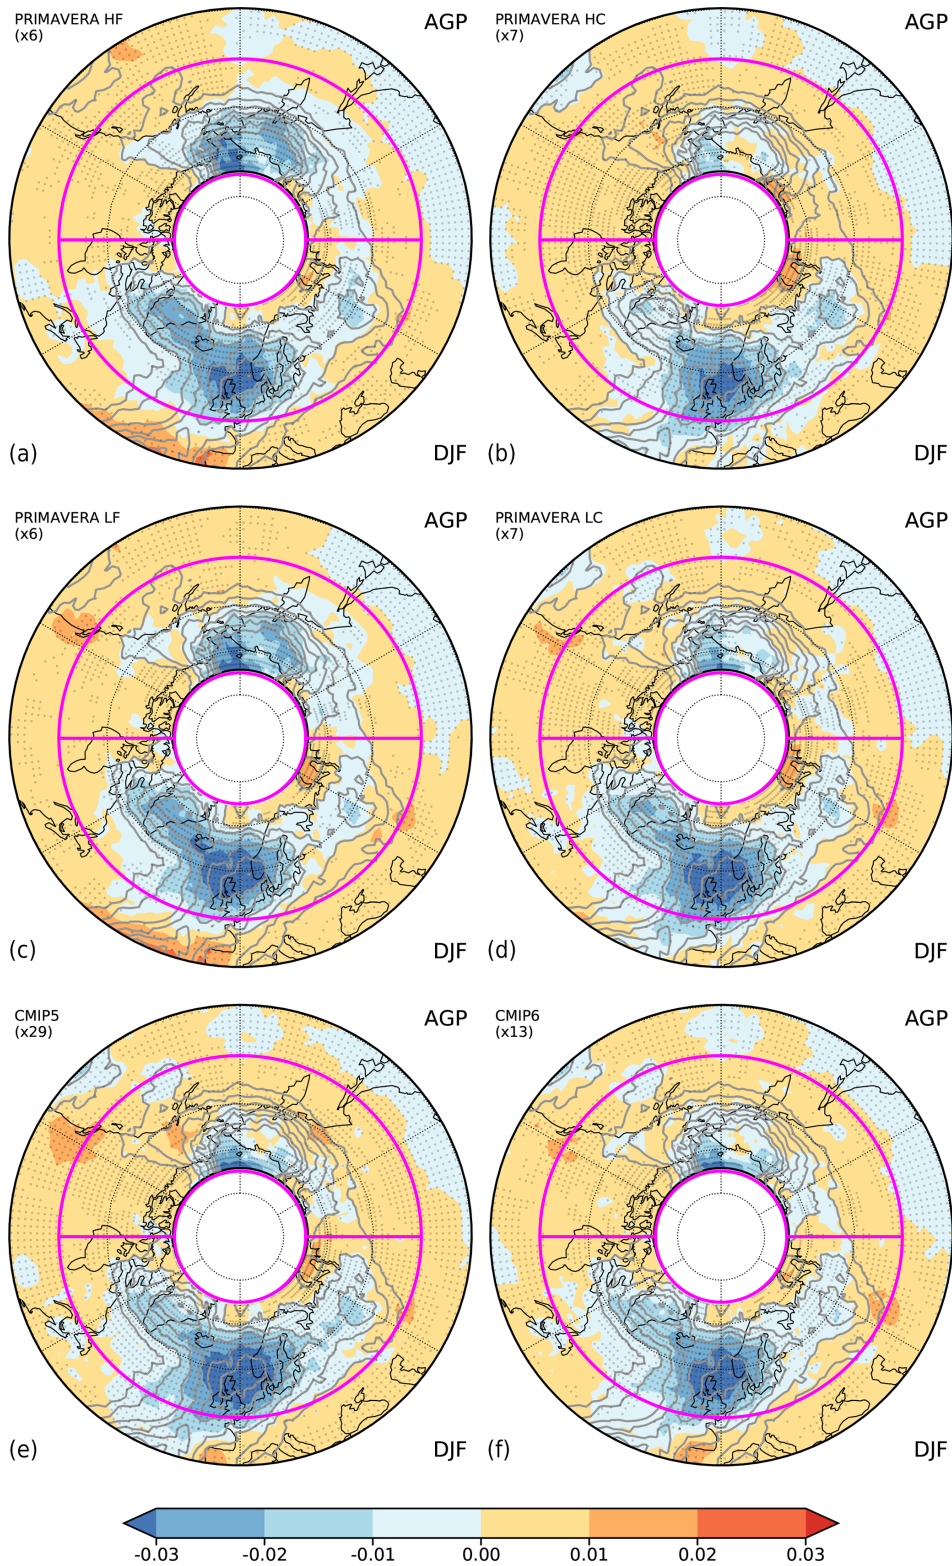 PRIMAVERA HF
(x6)
AGP
(a)
DJF
PRIMAVERA HC
(x7)
AGP
(b)
DJF
PRIMAVERA LF
(x6)
AGP
(c)
DJF
PRIMAVERA LC
(x7)
AGP
(d)
DJF
CMIP5
(x29)
AGP
(e)
DJF
CMIP6
(x13)
AGP
(f)
DJF
-0.03 -0.02 -0.01 0.00 0.01 0.02 0.03